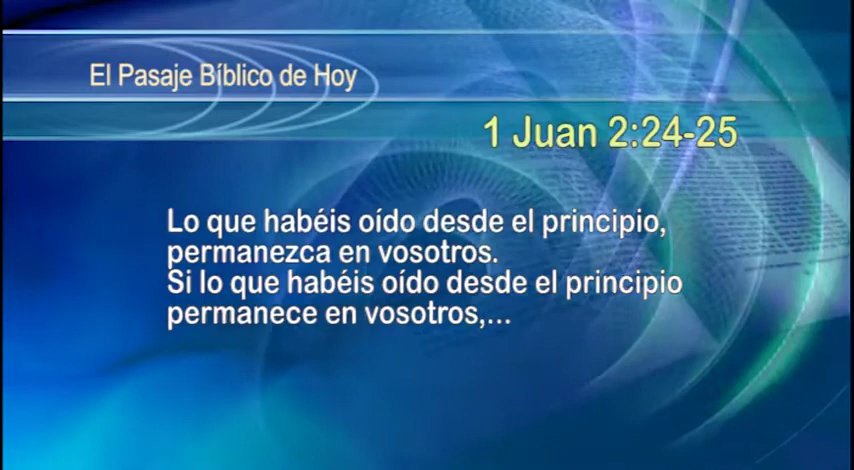 El Pasaje Bíblico de Hoy
1 Juan 2:24-25
Lo que habéis oído desde el principio,
permanezca en vosotros.
Si lo que habéis oído desde el principio
permanece en vosotros,...